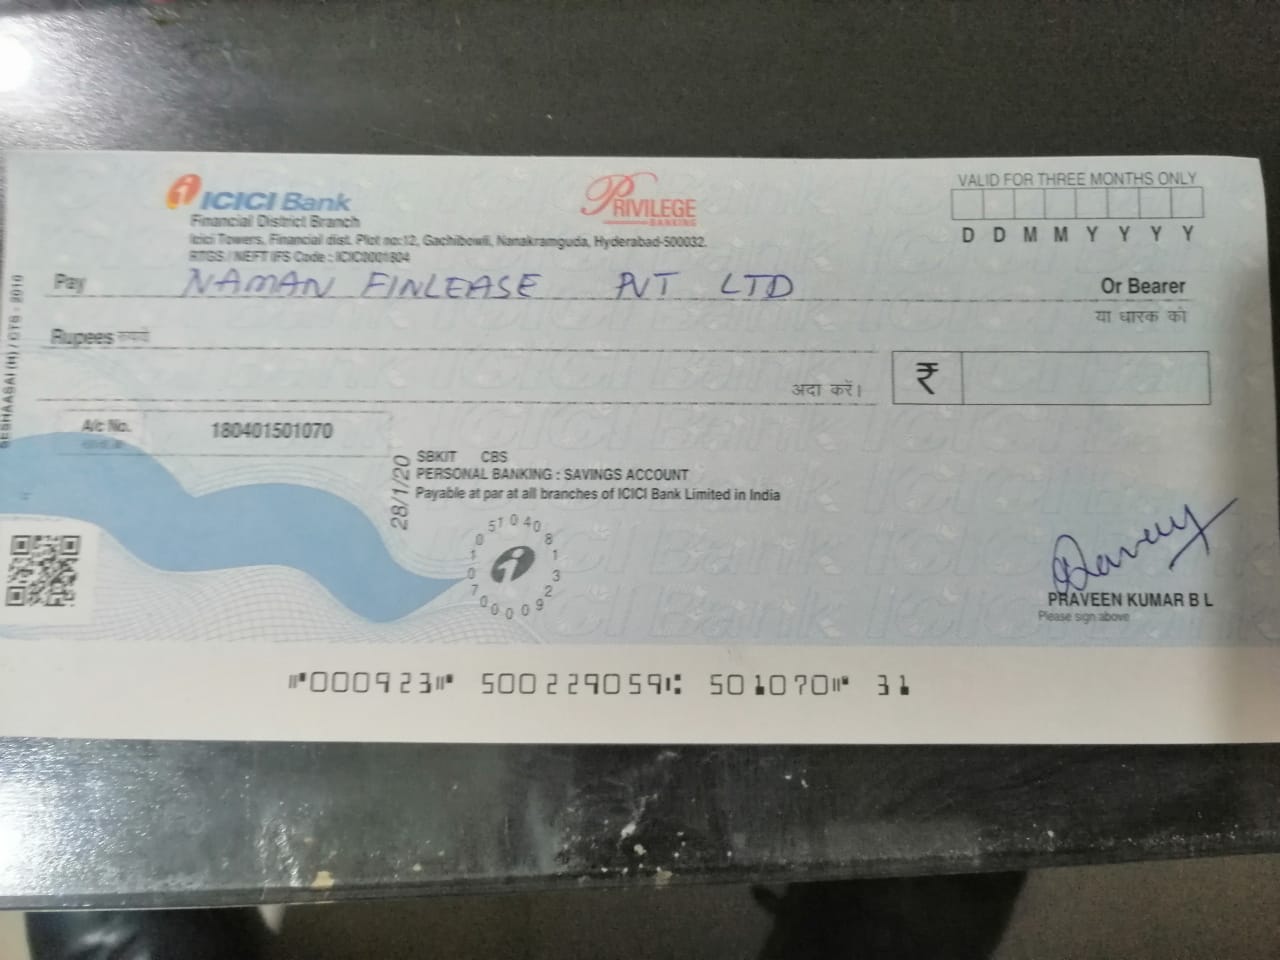 SESHAASAI (H) / CTS - 2010
ICICI Bank
PRIVILEGE
BANKING
VALID FOR THREE MONTHS ONLY
D D M M Y Y Y Y
Financial District Branch
Icici Towers, Financial dist. Plot no:12, Gachibowli, Nanakramguda, Hyderabad-500032.
RTGS / NEFT IFS Code : ICIC0001804
Pay NAMAN FINLEASE PVT LTD Or Bearer
या धारक को
Rupees रुपये
अदा करें। ₹
A/c No. 180401501070
28/1/20
SBKIT CBS
PERSONAL BANKING : SAVINGS ACCOUNT
Payable at par at all branches of ICICI Bank Limited in India
Praveen
PRAVEEN KUMAR B L
Please sign above
⑈000923⑈ 500229059⑆ 501070⑈ 31